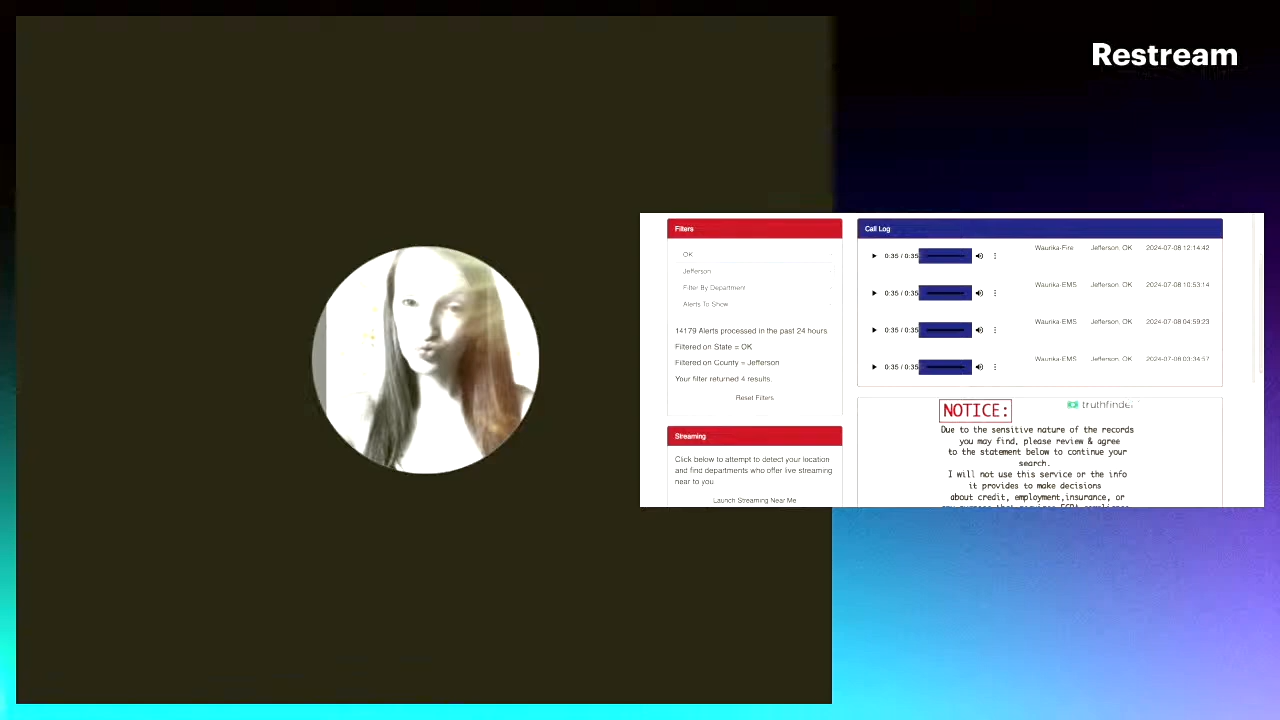 Restream
Filters
OK
Jefferson
Filter By Department
Alerts To Show
14179 Alerts processed in the past 24 hours
Filtered on State = OK
Filtered on County = Jefferson
Your filter returned 4 results.
Reset Filters
Streaming
Click below to attempt to detect your location
and find departments who offer live streaming
near to you
Launch Streaming Near Me
Call Log
0:35 / 0:35 Waurika-Fire Jefferson, OK 2024-07-08 12:14:42
0:35 / 0:35 Waurika-EMS Jefferson, OK 2024-07-08 10:53:14
0:35 / 0:35 Waurika-EMS Jefferson, OK 2024-07-08 04:59:23
0:35 / 0:35 Waurika-EMS Jefferson, OK 2024-07-08 03:34:57
NOTICE:
truthfinder
Due to the sensitive nature of the records
you may find, please review & agree
to the statement below to continue your
search.
I will not use this service or the info
it provides to make decisions
about credit, employment,insurance, or